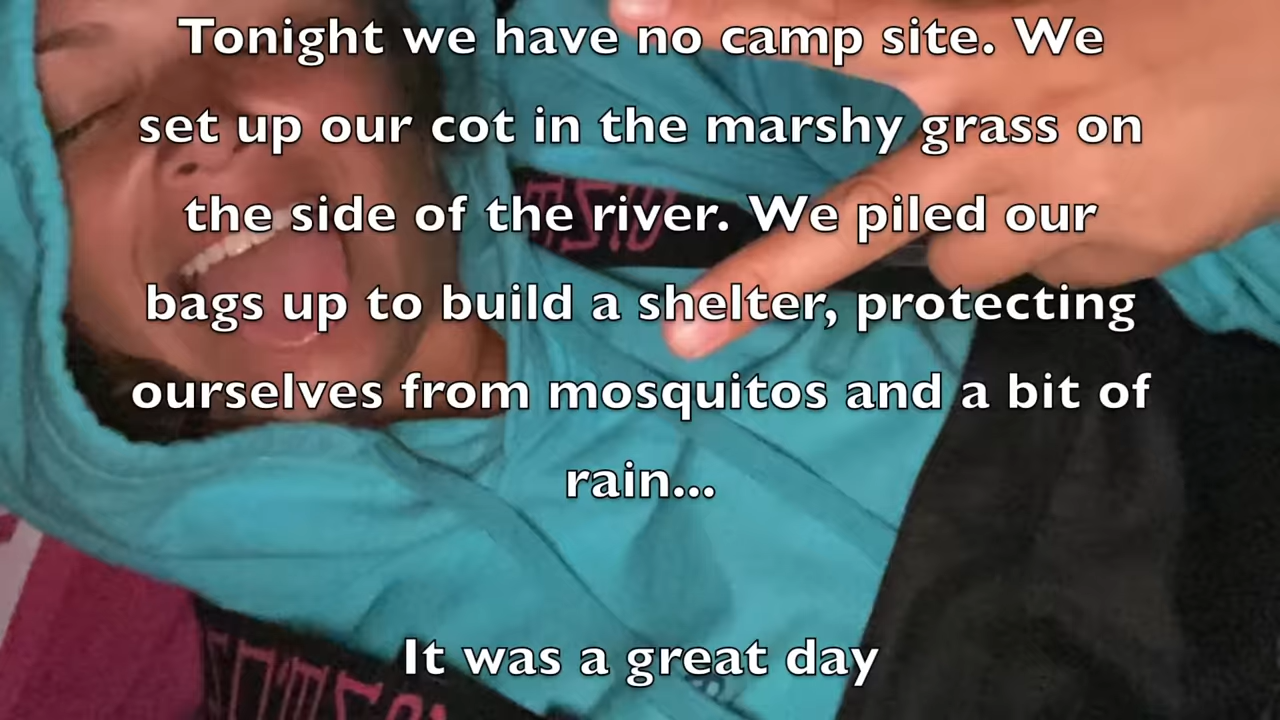 Tonight we have no camp site. We
set up our cot in the marshy grass on
the side of the river. We piled our
bags up to build a shelter, protecting
ourselves from mosquitos and a bit of
rain...
It was a great day